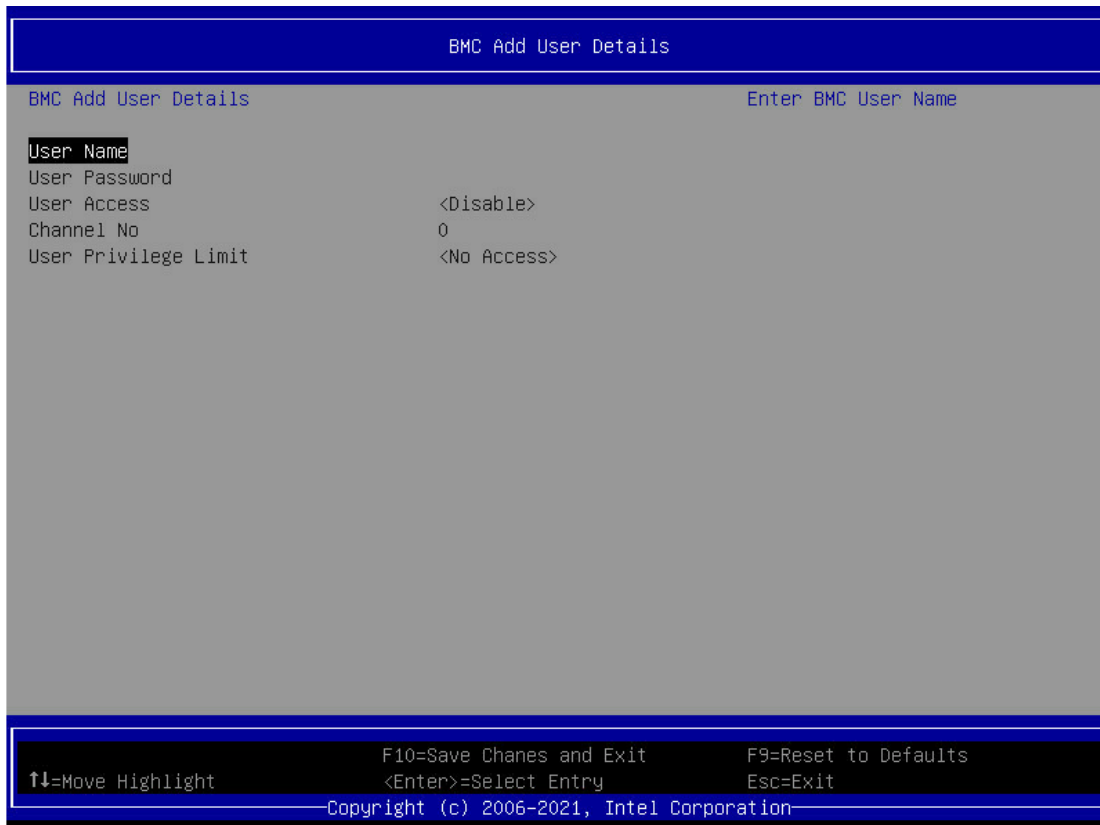 BMC Add User Details
BMC Add User Details Enter BMC User Name
User Name
User Password
User Access <Disable>
Channel No 0
User Privilege Limit <No Access>
F10=Save Chanes and Exit F9=Reset to Defaults
↑↓=Move Highlight <Enter>=Select Entry Esc=Exit
Copyright (c) 2006-2021, Intel Corporation